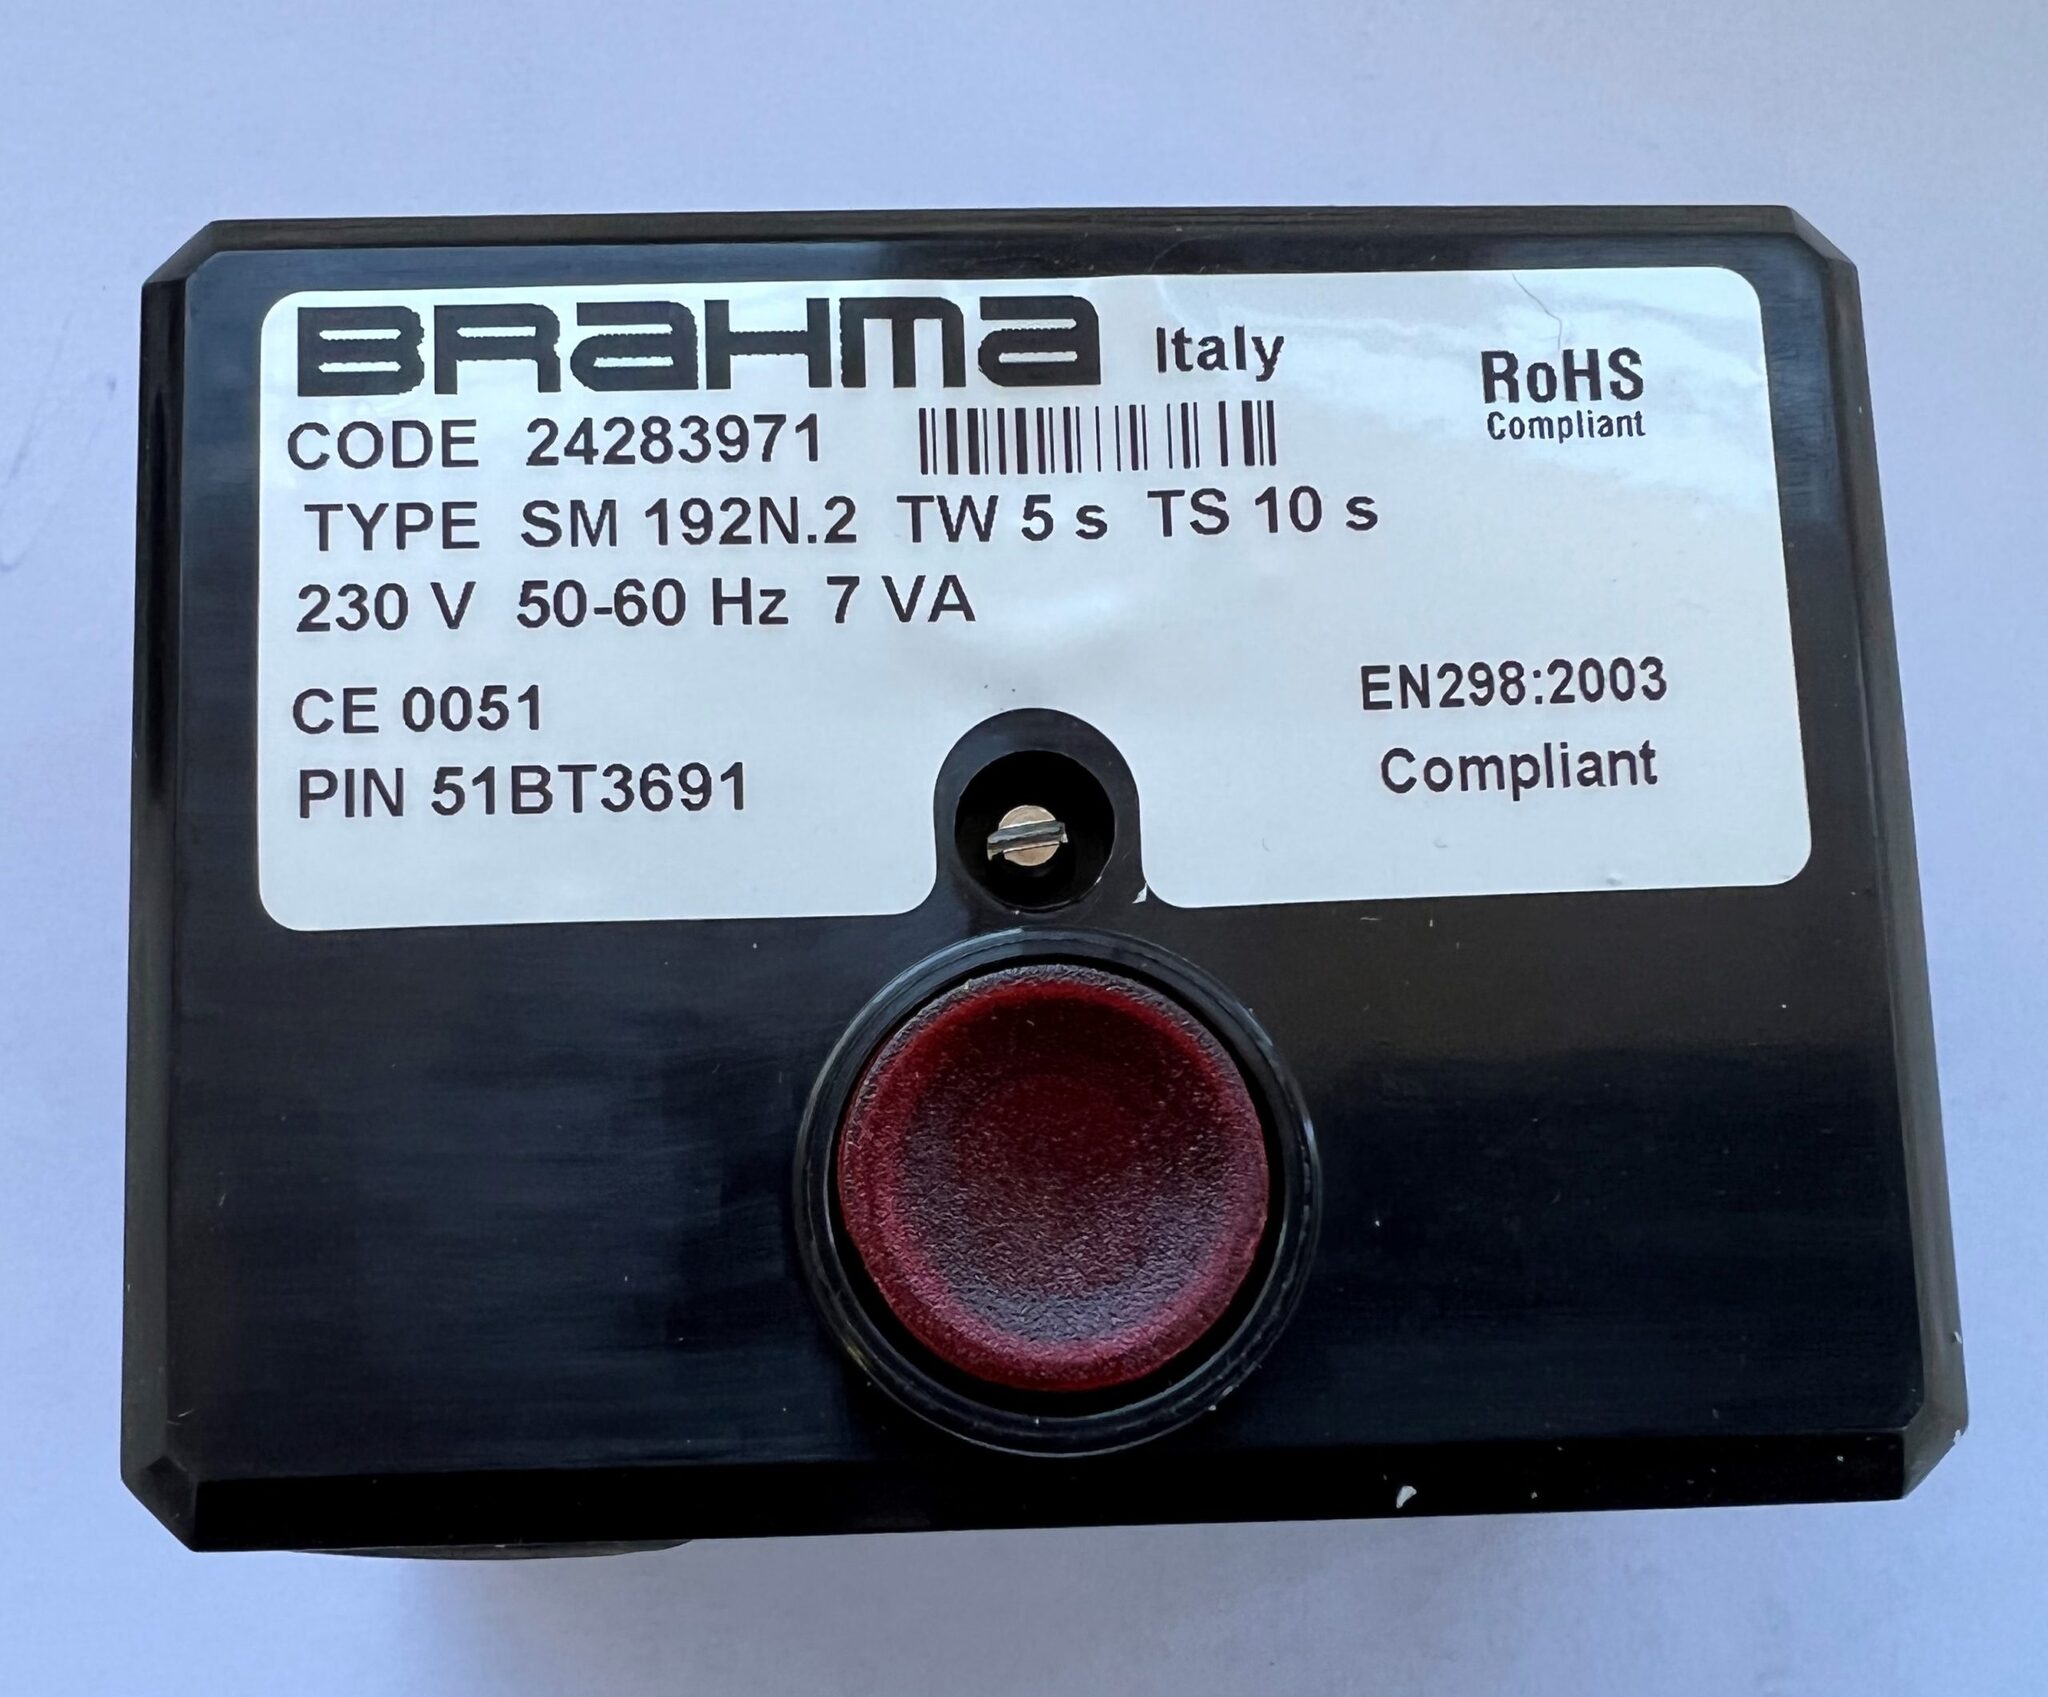 BRAHMA Italy
RoHS
Compliant
CODE 24283971
TYPE SM 192N.2 TW 5 s TS 10 s
230 V 50-60 Hz 7 VA
CE 0051
PIN 51BT3691
EN298:2003
Compliant